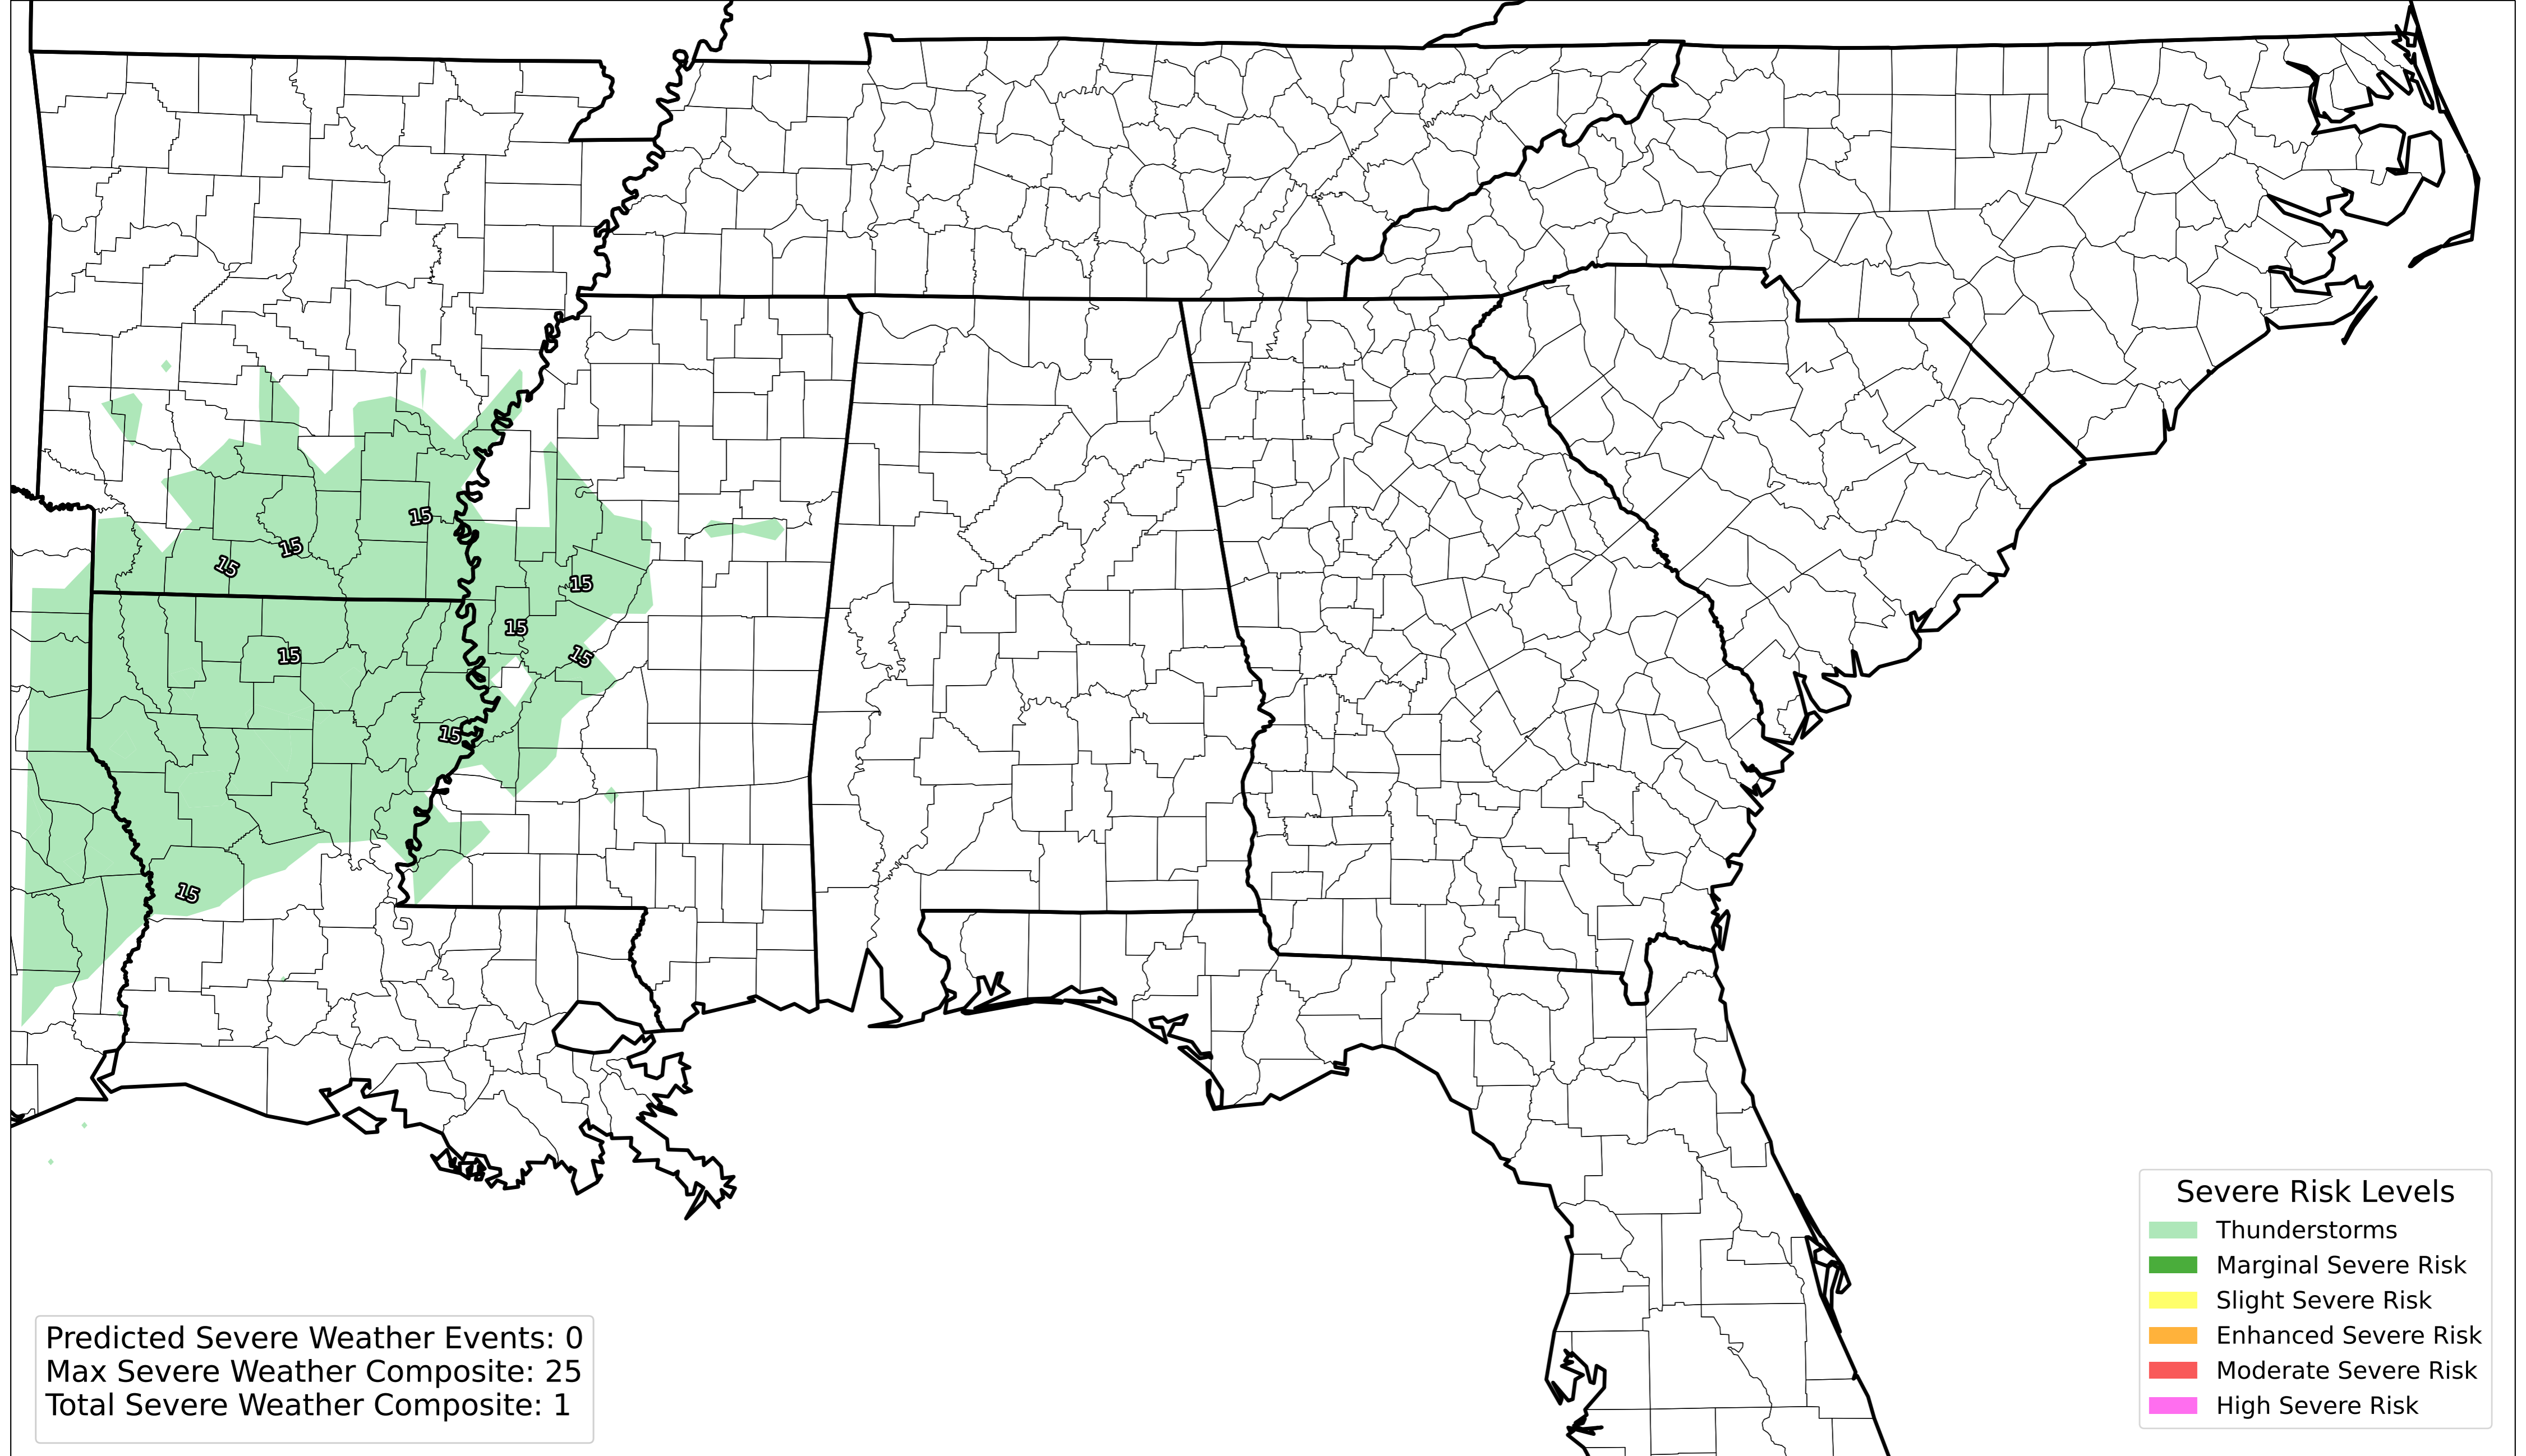 15
15
15
15
15
15
15
15
15
Severe Risk Levels
Thunderstorms
Marginal Severe Risk
Slight Severe Risk
Enhanced Severe Risk
Moderate Severe Risk
High Severe Risk
Predicted Severe Weather Events: 0
Max Severe Weather Composite: 25
Total Severe Weather Composite: 1